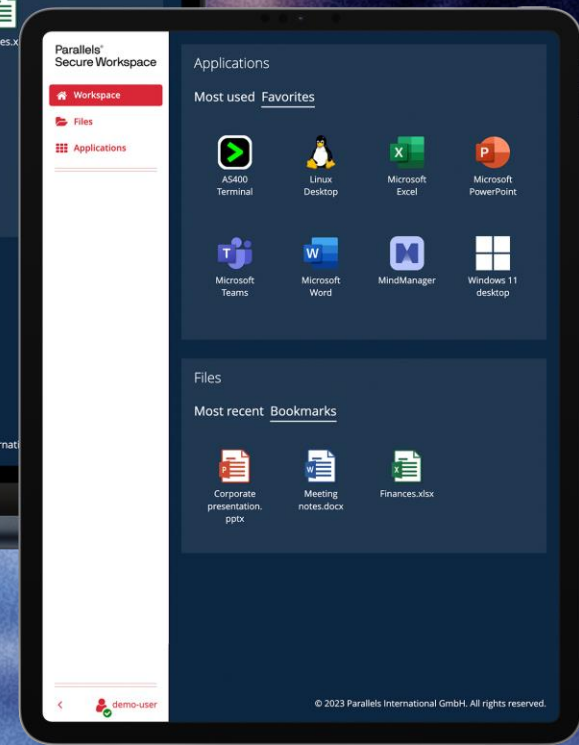 es.x
rnati
Parallels®
Secure Workspace
Workspace
Files
Applications
Applications
Most used Favorites
AS400
Terminal
Linux
Desktop
Microsoft
Excel
Microsoft
PowerPoint
Microsoft
Teams
Microsoft
Word
MindManager
Windows 11
desktop
Files
Most recent Bookmarks
Corporate
presentation.
pptx
Meeting
notes.docx
Finances.xlsx
demo-user
© 2023 Parallels International GmbH. All rights reserved.